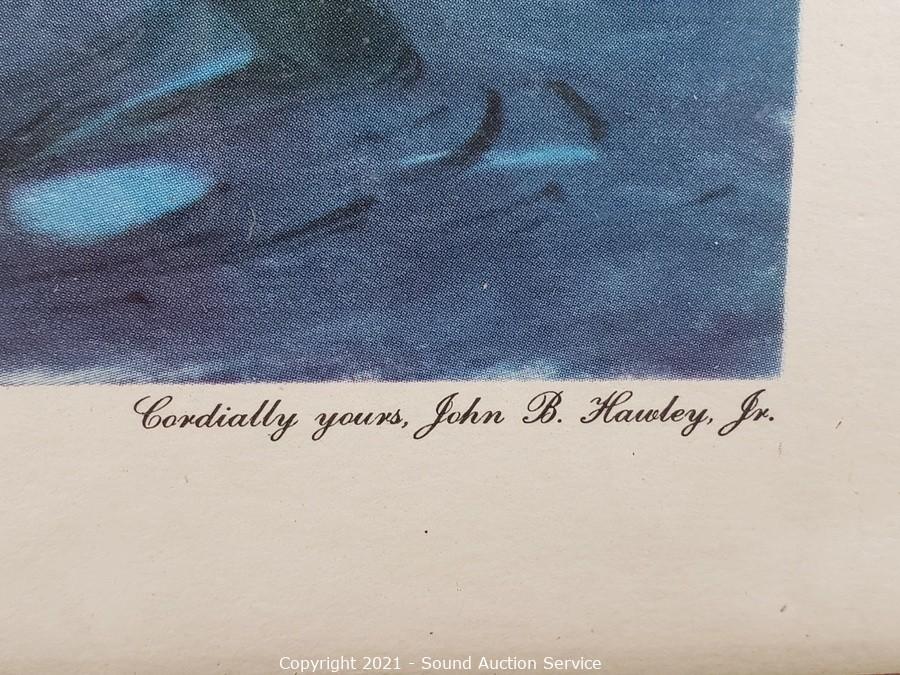 Cordially yours, John B. Hawley, Jr.
Copyright 2021 - Sound Auction Service